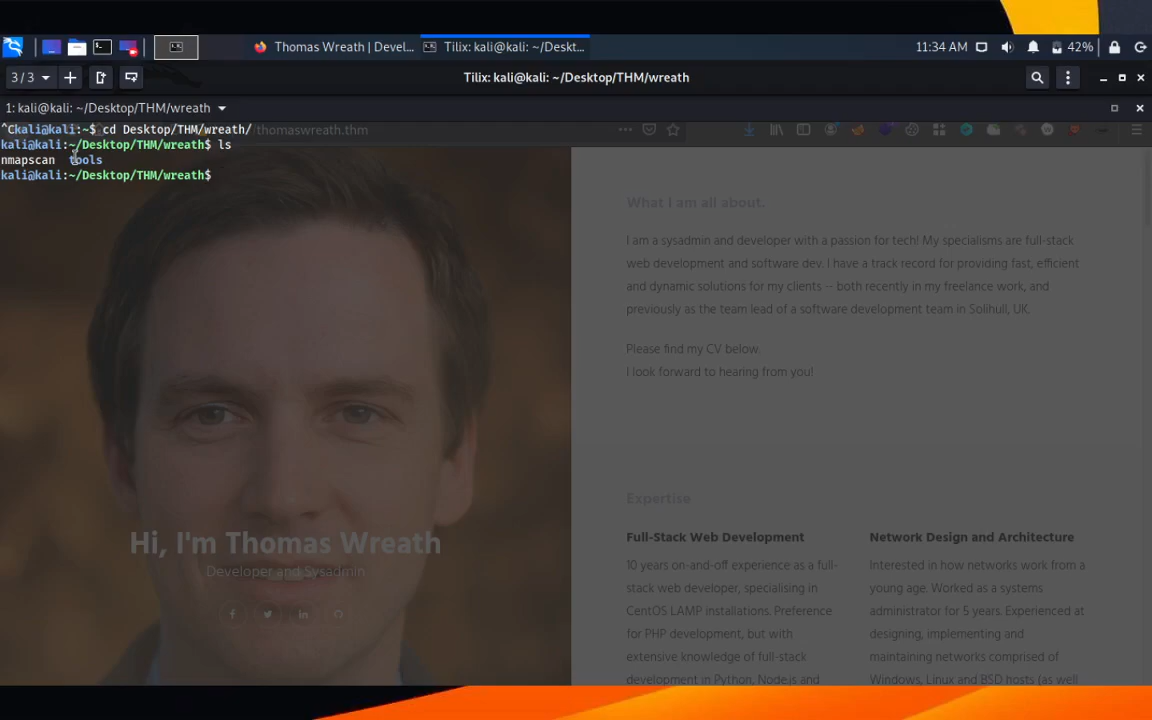 Thomas Wreath | Devel...
Tilix: kali@kali: ~/Deskt...
11:34 AM
42%
3/3
Tilix: kali@kali: ~/Desktop/THM/wreath
1: kali@kali: ~/Desktop/THM/wreath
^Ckali@kali:~$ cd Desktop/THM/wreath/
thomaswreath.thm
kali@kali:~/Desktop/THM/wreath$ ls
nmapscan tools
kali@kali:~/Desktop/THM/wreath$
What I am all about.
I am a sysadmin and developer with a passion for tech! My specialisms are full-stack
web development and software dev. I have a track record for providing fast, efficient
and dynamic solutions for my clients -- both recently in my freelance work, and
previously as the team lead of a software development team in Solihull, UK.
Please find my CV below.
I look forward to hearing from you!
Hi, I'm Thomas Wreath
Developer and Sysadmin
Expertise
Full-Stack Web Development
10 years on-and-off experience as a full-
stack web developer, specialising in
CentOS LAMP installations. Preference
for PHP development, but with
extensive knowledge of full-stack
development in Python, Node.js and
Network Design and Architecture
Interested in how networks work from a
young age. Worked as a systems
administrator for 5 years. Experienced at
designing, implementing and
maintaining networks comprised of
Windows, Linux and BSD hosts (as well